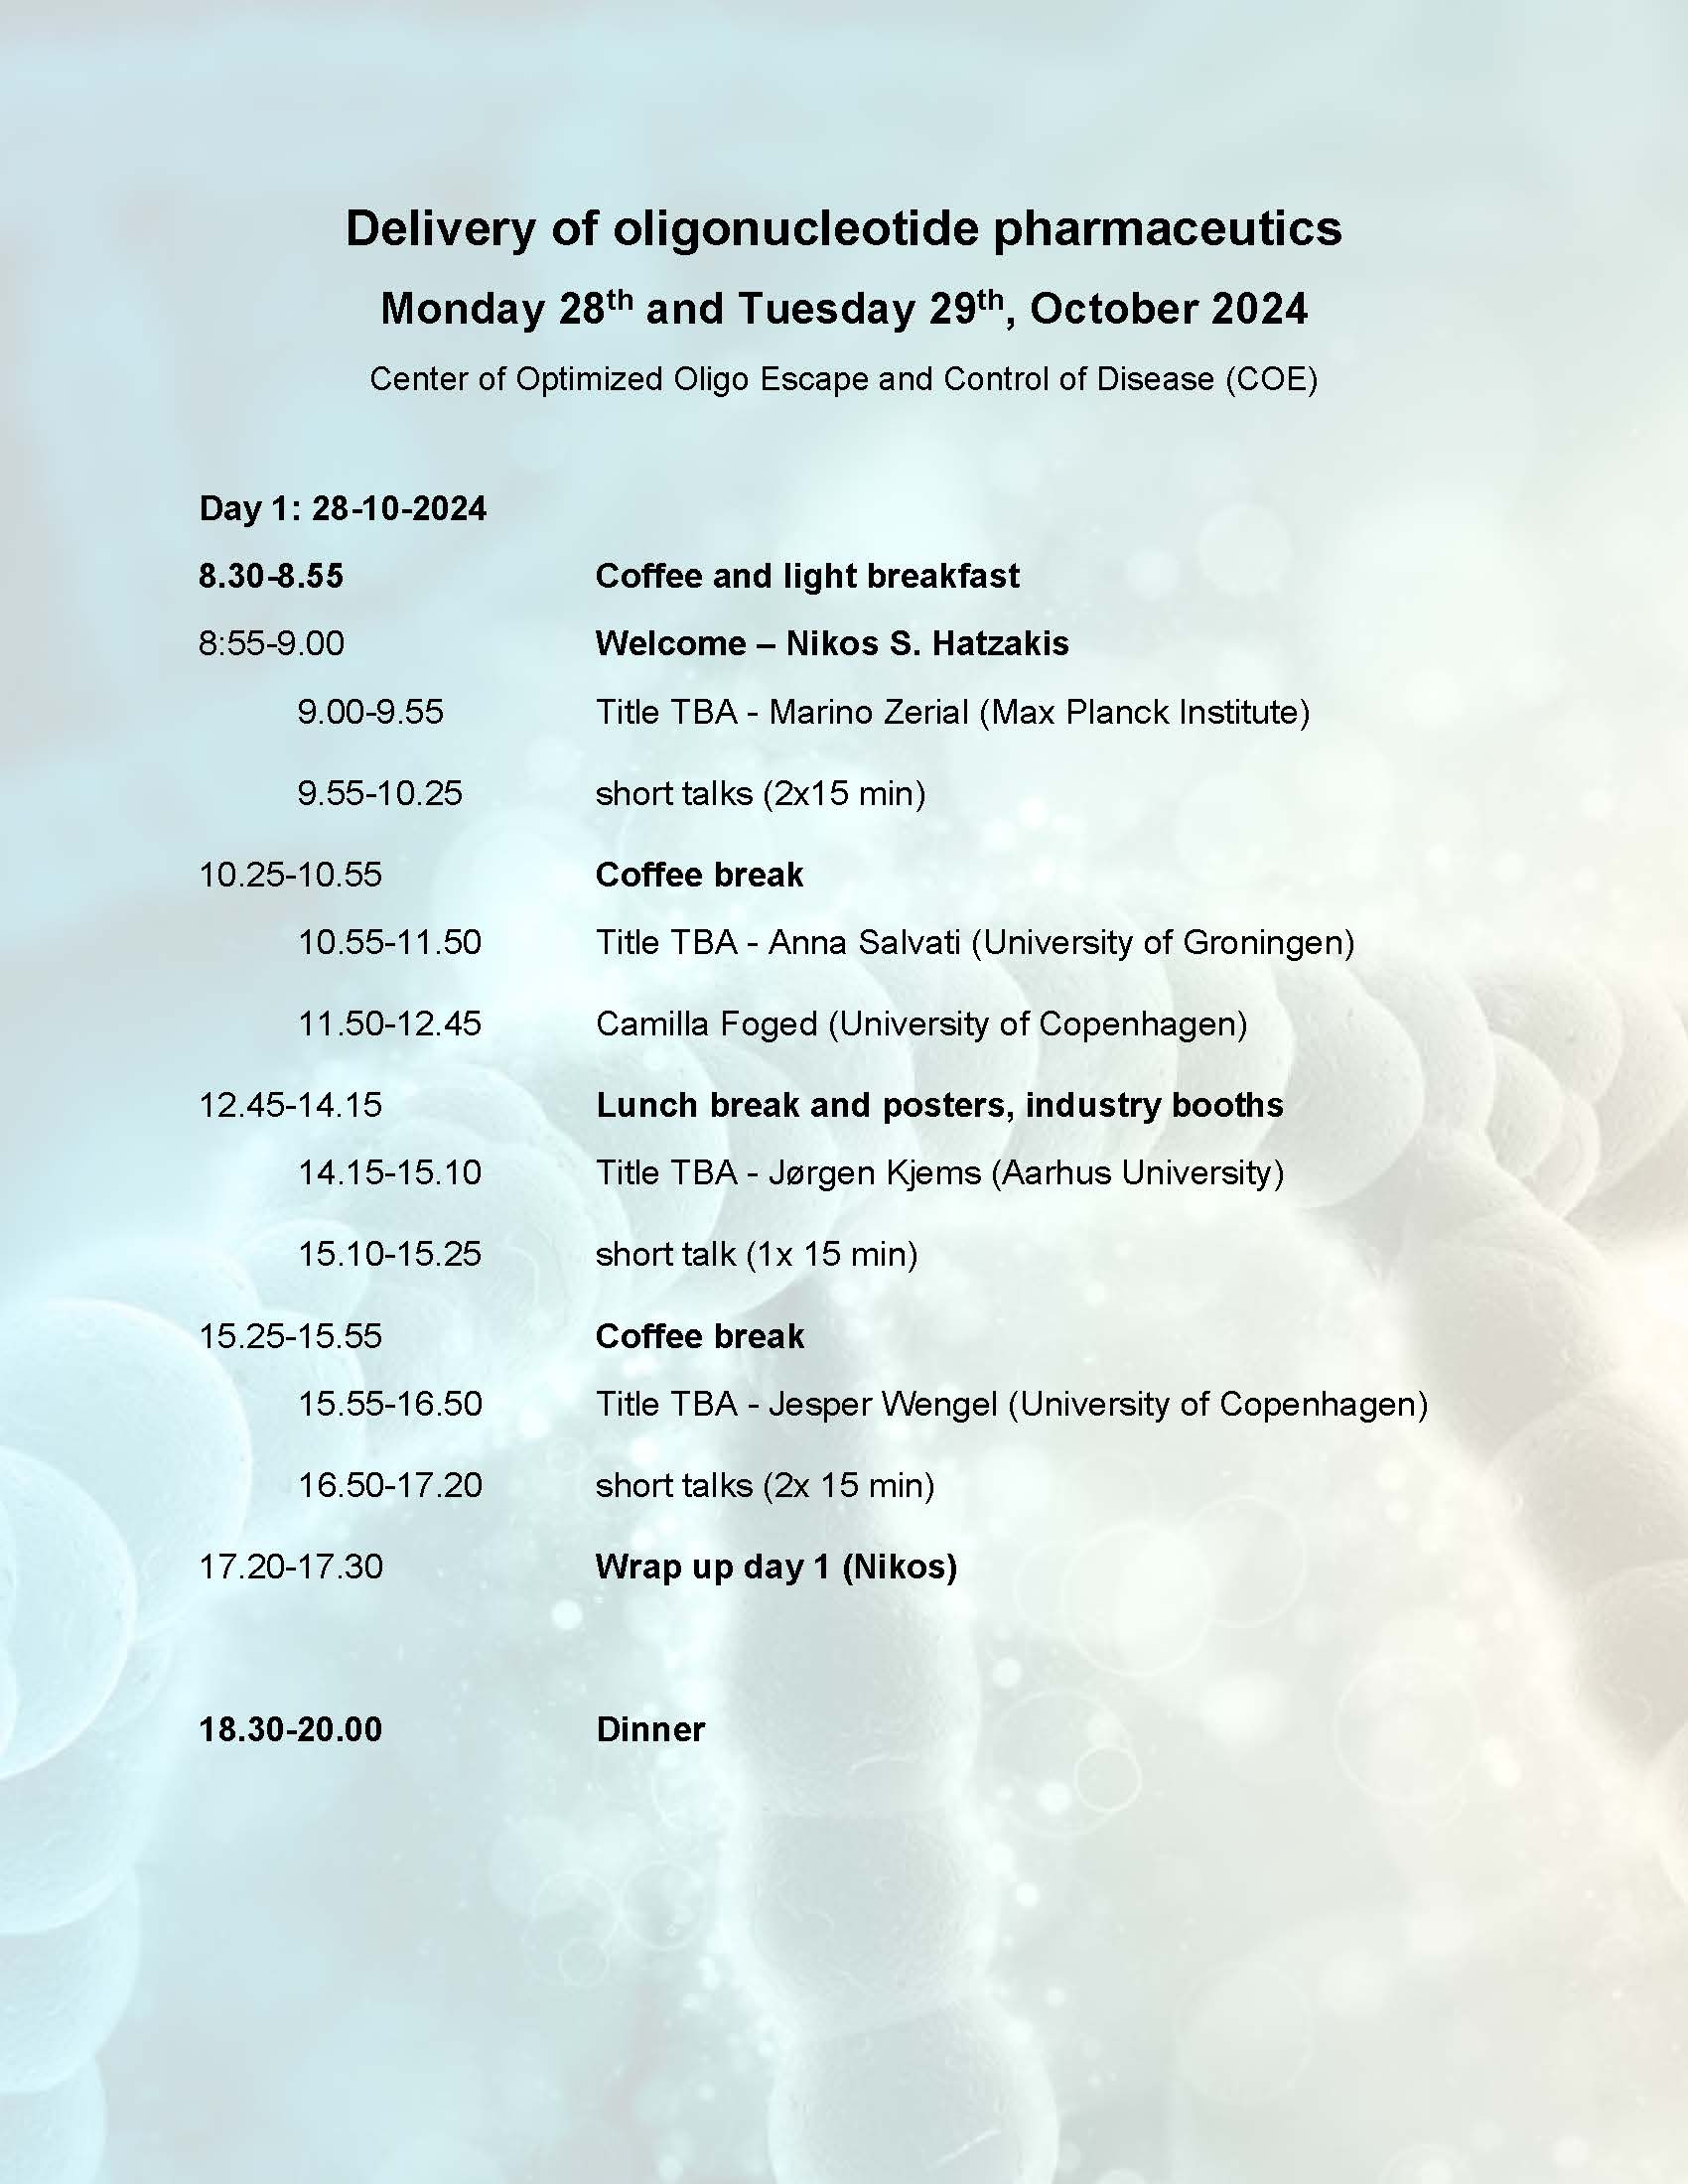 Delivery of oligonucleotide pharmaceutics
Monday 28th and Tuesday 29th, October 2024
Center of Optimized Oligo Escape and Control of Disease (COE)
Day 1: 28-10-2024
8.30-8.55 Coffee and light breakfast
8:55-9.00 Welcome – Nikos S. Hatzakis
9.00-9.55 Title TBA - Marino Zerial (Max Planck Institute)
9.55-10.25 short talks (2x15 min)
10.25-10.55 Coffee break
10.55-11.50 Title TBA - Anna Salvati (University of Groningen)
11.50-12.45 Camilla Foged (University of Copenhagen)
12.45-14.15 Lunch break and posters, industry booths
14.15-15.10 Title TBA - Jørgen Kjems (Aarhus University)
15.10-15.25 short talk (1x 15 min)
15.25-15.55 Coffee break
15.55-16.50 Title TBA - Jesper Wengel (University of Copenhagen)
16.50-17.20 short talks (2x 15 min)
17.20-17.30 Wrap up day 1 (Nikos)
18.30-20.00 Dinner